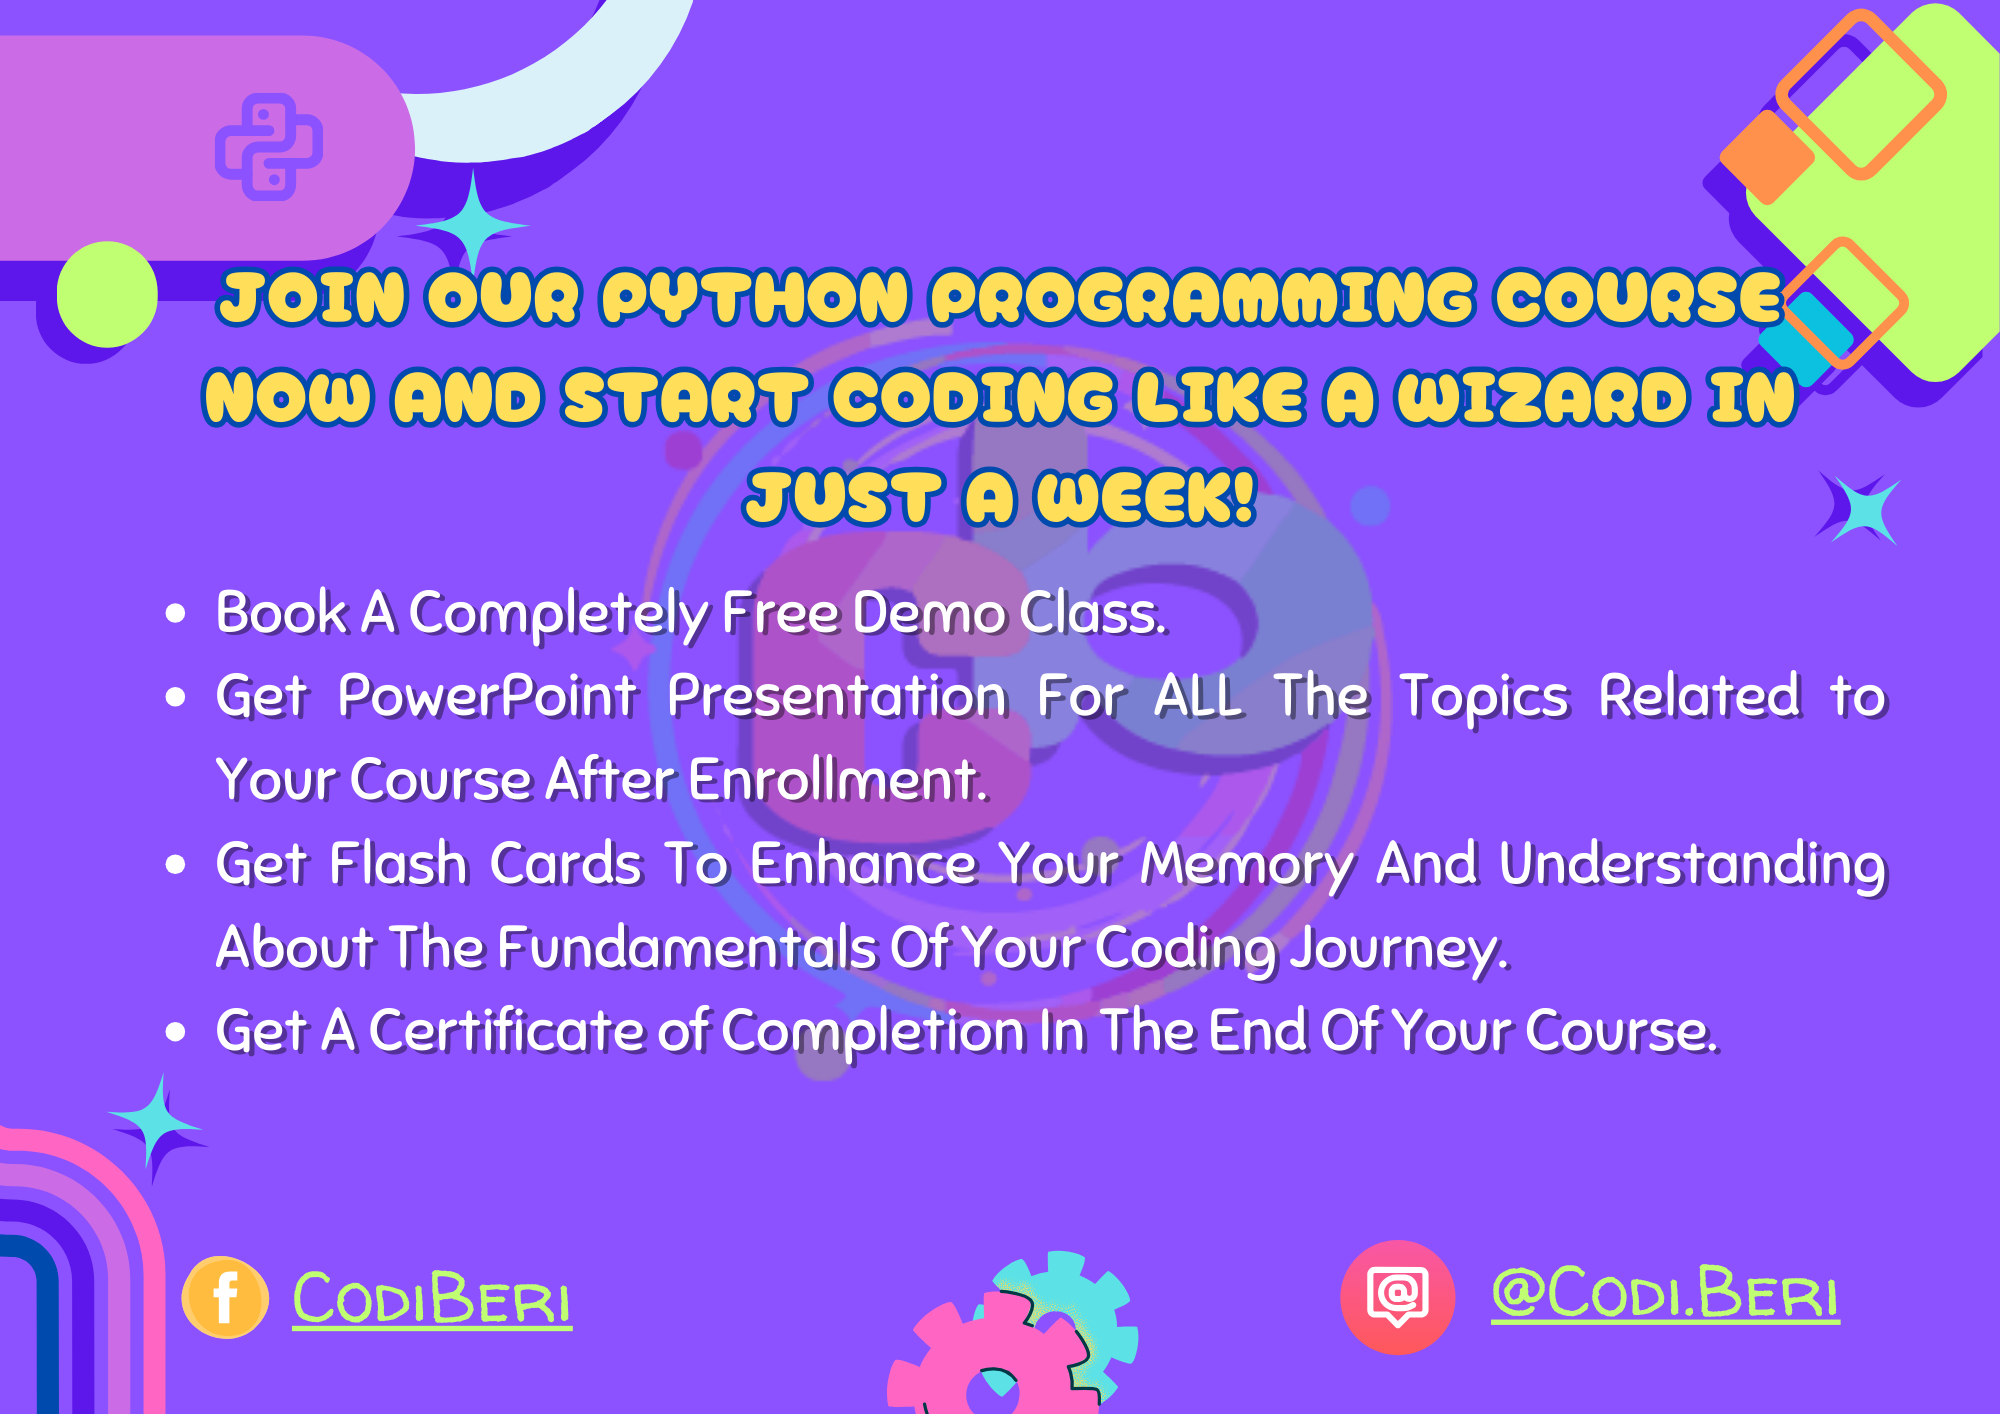 JOIN OUR PYTHON PROGRAMMING COURSE
NOW AND START CODING LIKE A WIZARD IN
JUST A WEEK!
• Book A Completely Free Demo Class.
• Get PowerPoint Presentation For ALL The Topics Related to
Your Course After Enrollment.
• Get Flash Cards To Enhance Your Memory And Understanding
About The Fundamentals Of Your Coding Journey.
• Get A Certificate of Completion In The End Of Your Course.
CODIBERI
@CODI.BERI